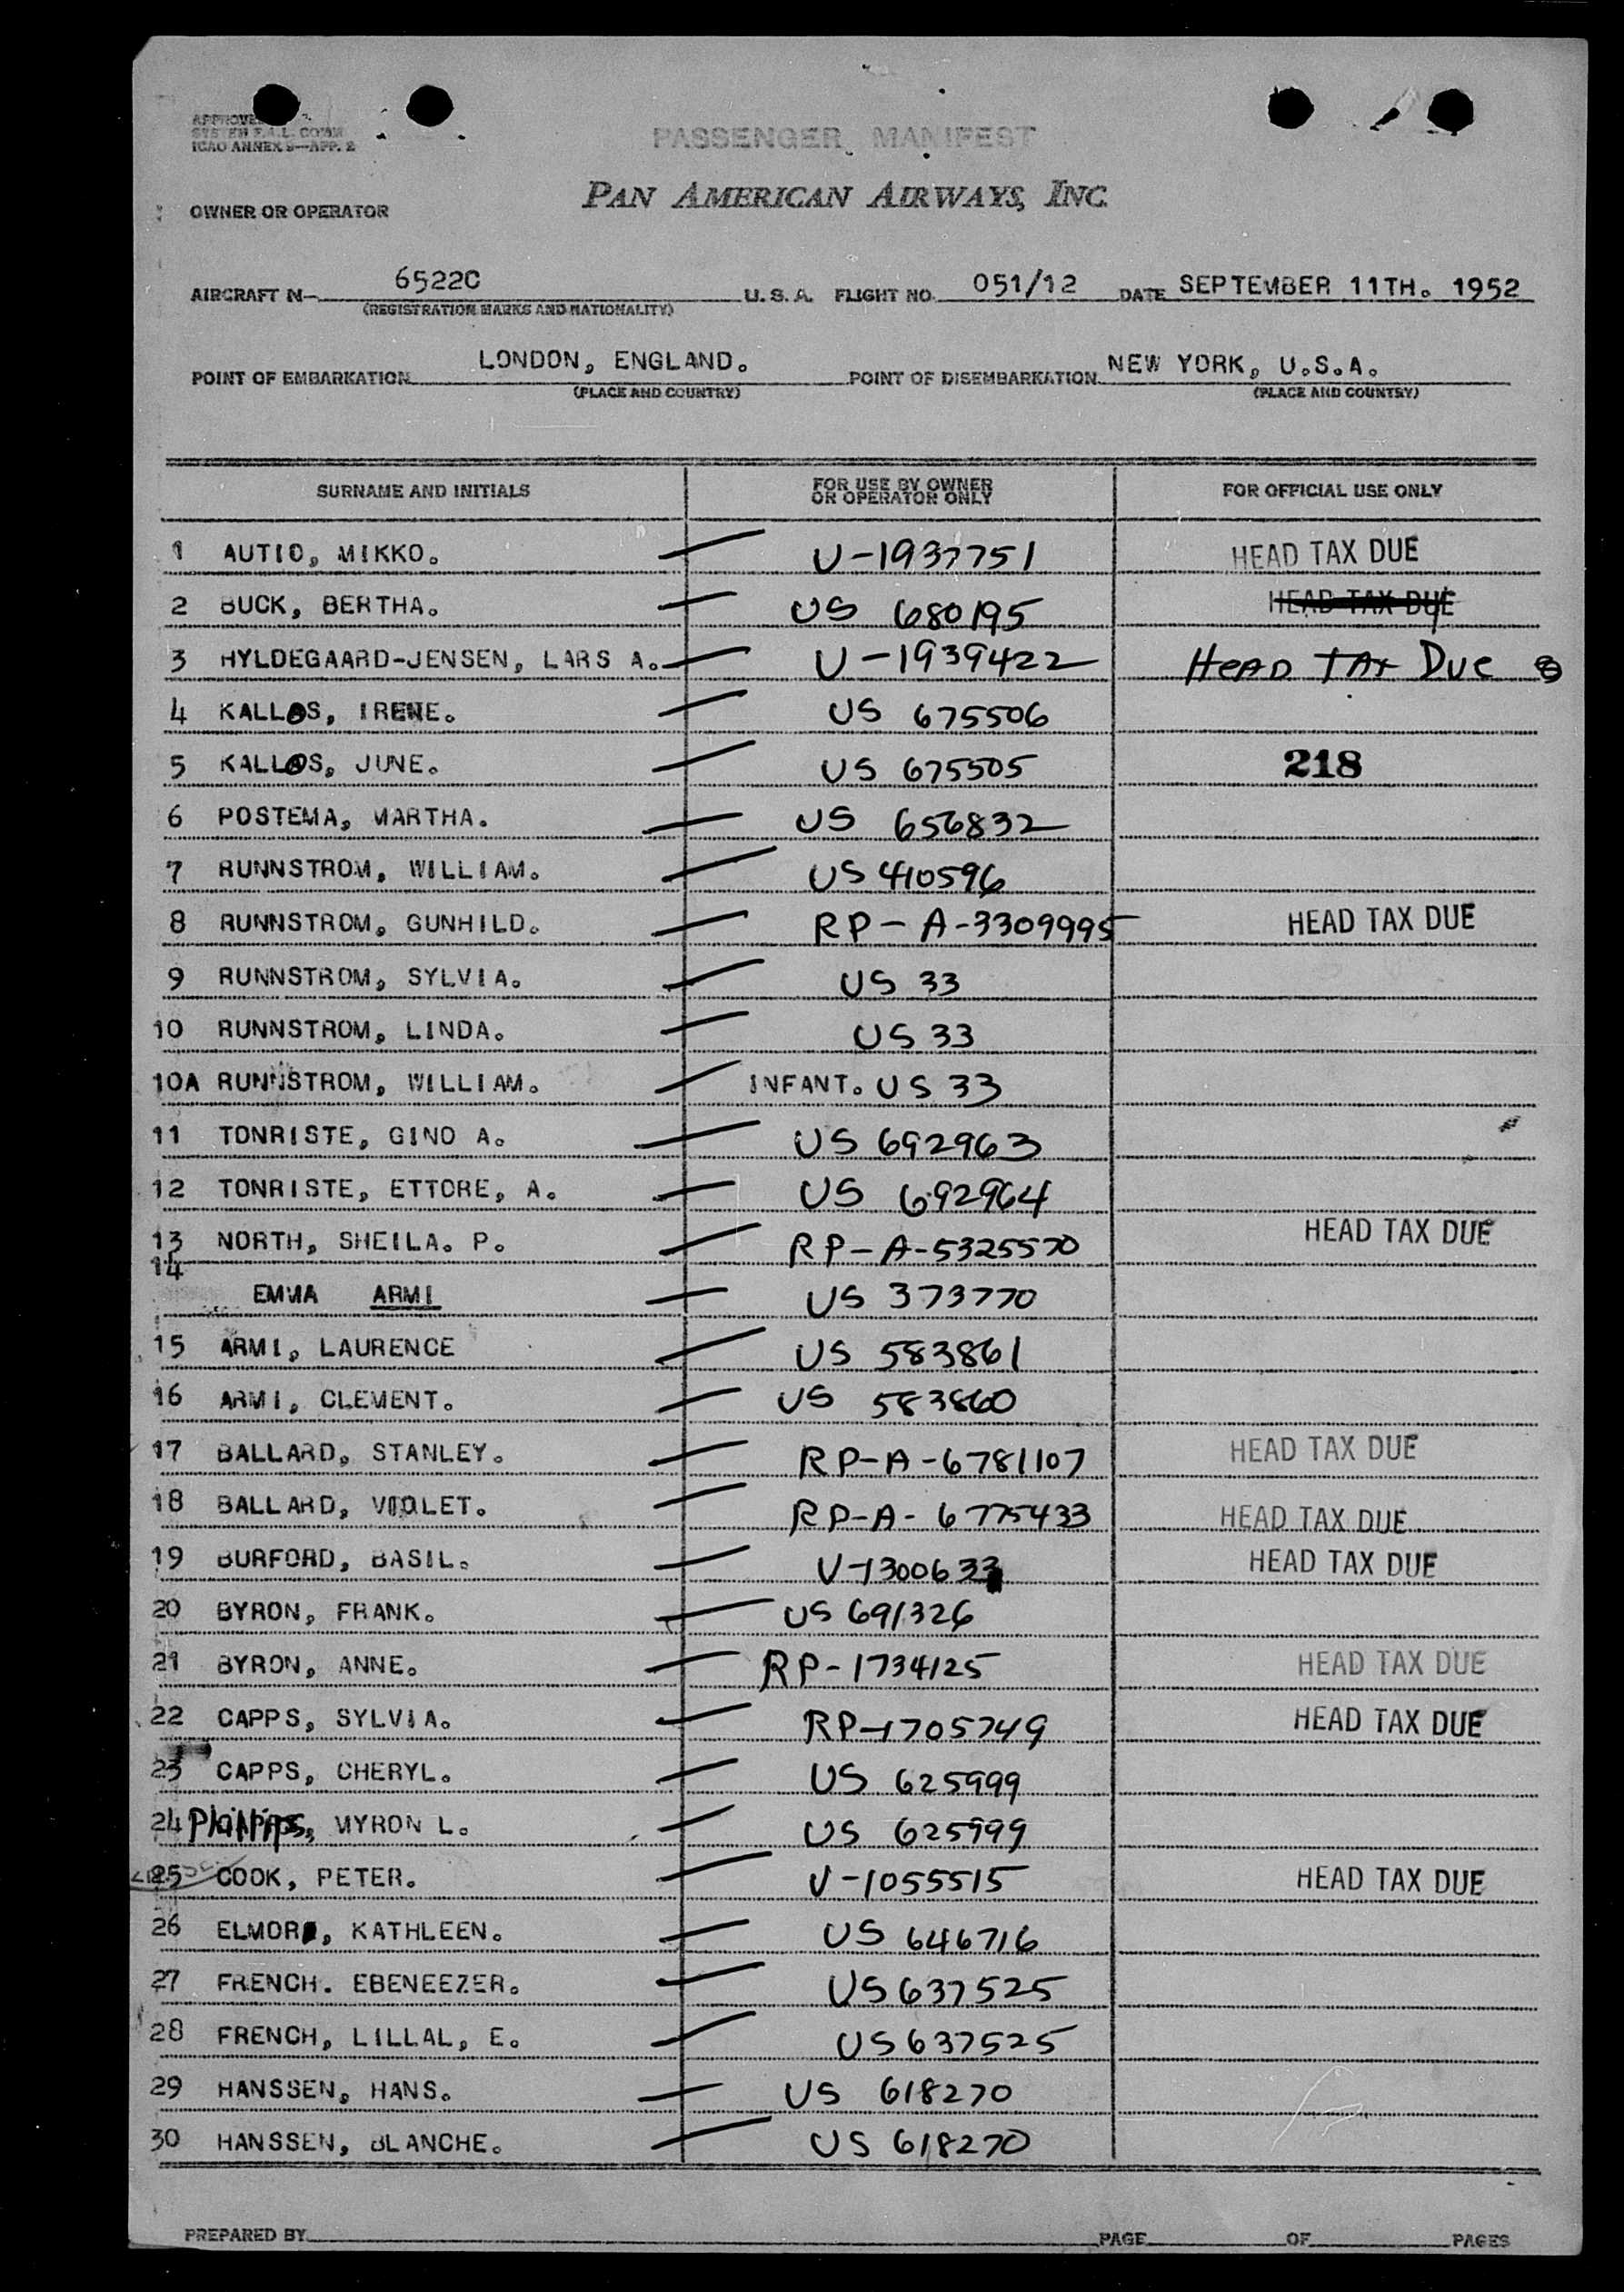 APPROVED
SYSTEM F.A.L. COMM
ICAO ANNEX 9—APP. 2
PASSENGER MANIFEST
PAN AMERICAN AIRWAYS, INC.
OWNER OR OPERATOR
AIRCRAFT N— 6522C U.S.A. FLIGHT NO. 051/12 DATE SEPTEMBER 11TH. 1952
(REGISTRATION MARKS AND NATIONALITY)
POINT OF EMBARKATION LONDON, ENGLAND. POINT OF DISEMBARKATION NEW YORK, U.S.A.
(PLACE AND COUNTRY) (PLACE AND COUNTRY)
SURNAME AND INITIALS FOR USE BY OWNER OR OPERATOR ONLY FOR OFFICIAL USE ONLY
1 AUTIO, MIKKO. U-1937751 HEAD TAX DUE
2 BUCK, BERTHA. US 680195 HEAD TAX DUE
3 HYLDEGAARD-JENSEN, LARS A. U-1939422 HEAD TAX DUE 8
4 KALLOS, IRENE. US 675506
5 KALLOS, JUNE. US 675505 218
6 POSTEMA, MARTHA. US 656832
7 RUNNSTROM, WILLIAM. US 410596
8 RUNNSTROM, GUNHILD. RP-A-3309995 HEAD TAX DUE
9 RUNNSTROM, SYLVIA. US 33
10 RUNNSTROM, LINDA. US 33
10A RUNNSTROM, WILLIAM. INFANT. US 33
11 TONRISTE, GINO A. US 692963
12 TONRISTE, ETTORE, A. US 692964
13 NORTH, SHEILA. P. RP-A-5325570 HEAD TAX DUE
14
EMMA ARMI US 373770
15 ARMI, LAURENCE US 583861
16 ARMI, CLEMENT. US 583860
17 BALLARD, STANLEY. RP-A-6781107 HEAD TAX DUE
18 BALLARD, VIOLET. RP-A-6775433 HEAD TAX DUE
19 BURFORD, BASIL. V-1300633 HEAD TAX DUE
20 BYRON, FRANK. US 691326
21 BYRON, ANNE. RP-1734125 HEAD TAX DUE
22 CAPPS, SYLVIA. RP-1705749 HEAD TAX DUE
23 CAPPS, CHERYL. US 625999
24 Phillips, MYRON L. US 625999
25 COOK, PETER. V-1055515 HEAD TAX DUE
26 ELMOR, KATHLEEN. US 646716
27 FRENCH. EBENEEZER. US 637525
28 FRENCH, LILLAL, E. US 637525
29 HANSSEN, HANS. US 618270
30 HANSSEN, BLANCHE. US 618270
PREPARED BY PAGE OF PAGES